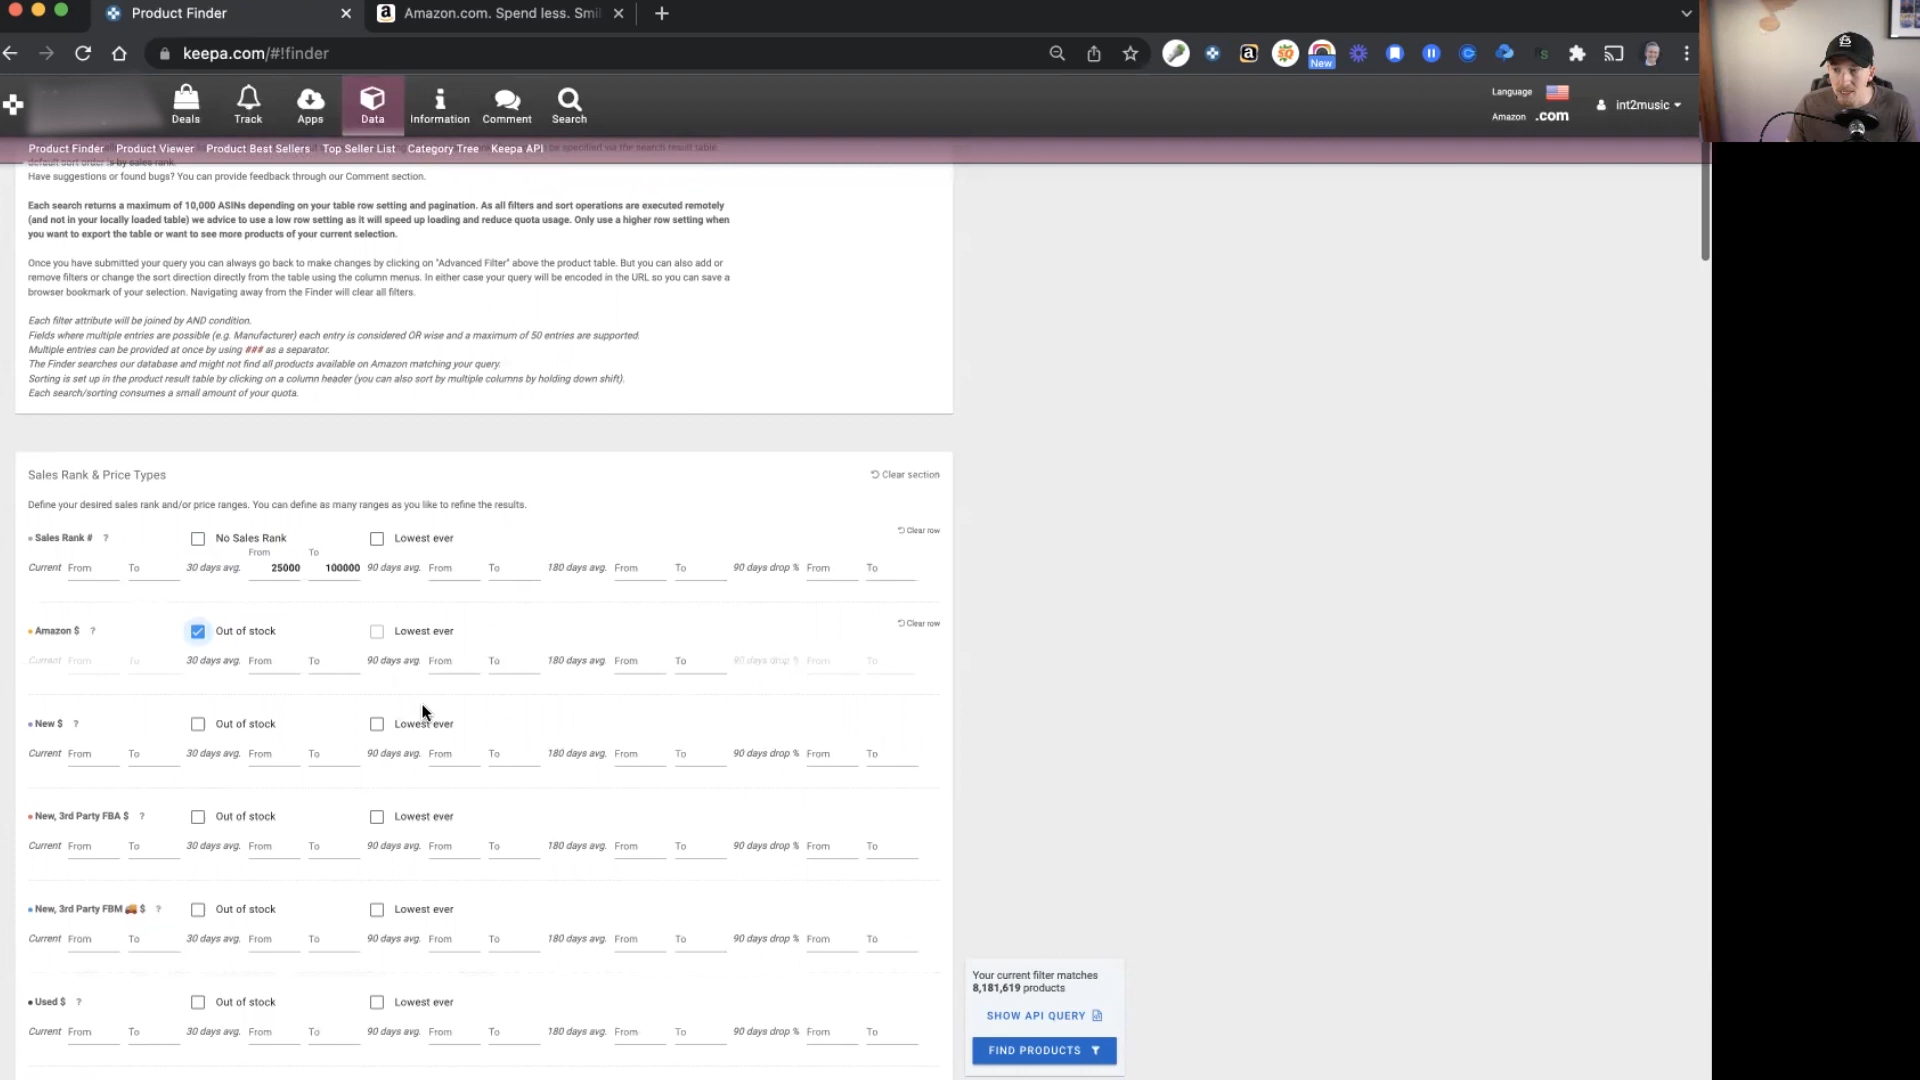 Product Finder
Amazon.com. Spend less. Smi
keepa.com/#!finder
New
Deals
Track
Apps
Data
Information
Comment
Search
Language
Amazon .com
int2music
Product Finder Product Viewer Product Best Sellers Top Seller List Category Tree Keepa API
be specified via the search result table.
default sort order is by sales rank.
Have suggestions or found bugs? You can provide feedback through our Comment section.
Each search returns a maximum of 10,000 ASINs depending on your table row setting and pagination. As all filters and sort operations are executed remotely
(and not in your locally loaded table) we advice to use a low row setting as it will speed up loading and reduce quota usage. Only use a higher row setting when
you want to export the table or want to see more products of your current selection.
Once you have submitted your query you can always go back to make changes by clicking on "Advanced Filter" above the product table. But you can also add or
remove filters or change the sort direction directly from the table using the column menus. In either case your query will be encoded in the URL so you can save a
browser bookmark of your selection. Navigating away from the Finder will clear all filters.
Each filter attribute will be joined by AND condition.
Fields where multiple entries are possible (e.g. Manufacturer) each entry is considered OR wise and a maximum of 50 entries are supported.
Multiple entries can be provided at once by using ### as a separator.
The Finder searches our database and might not find all products available on Amazon matching your query.
Sorting is set up in the product result table by clicking on a column header (you can also sort by multiple columns by holding down shift).
Each search/sorting consumes a small amount of your quota.
Sales Rank & Price Types
Clear section
Define your desired sales rank and/or price ranges. You can define as many ranges as you like to refine the results.
Sales Rank # ? No Sales Rank Lowest ever Clear row
From To
Current From To 30 days avg. 25000 100000 90 days avg. From To 180 days avg. From To 90 days drop % From To
Amazon $ ? Out of stock Lowest ever Clear row
Current From To 30 days avg. From To 90 days avg. From To 180 days avg. From To 90 days drop % From To
New $ ? Out of stock Lowest ever
Current From To 30 days avg. From To 90 days avg. From To 180 days avg. From To 90 days drop % From To
New, 3rd Party FBA $ ? Out of stock Lowest ever
Current From To 30 days avg. From To 90 days avg. From To 180 days avg. From To 90 days drop % From To
New, 3rd Party FBM 🚚 $ ? Out of stock Lowest ever
Current From To 30 days avg. From To 90 days avg. From To 180 days avg. From To 90 days drop % From To
Used $ ? Out of stock Lowest ever
Current From To 30 days avg. From To 90 days avg. From To 180 days avg. From To 90 days drop % From To
Your current filter matches
8,181,619 products
SHOW API QUERY
FIND PRODUCTS